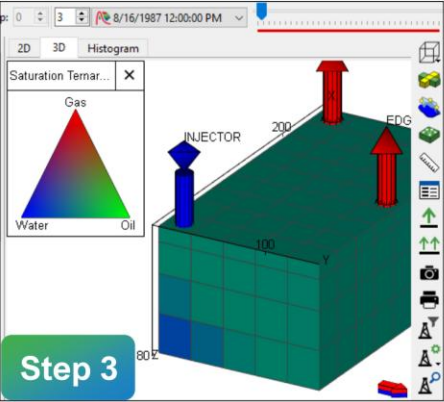 p: 0 3 8/16/1987 12:00:00 PM
2D 3D Histogram
Saturation Ternar... ×
Gas
Water Oil
INJECTOR
200
X
EDG
100
Y
80 Z
Step 3